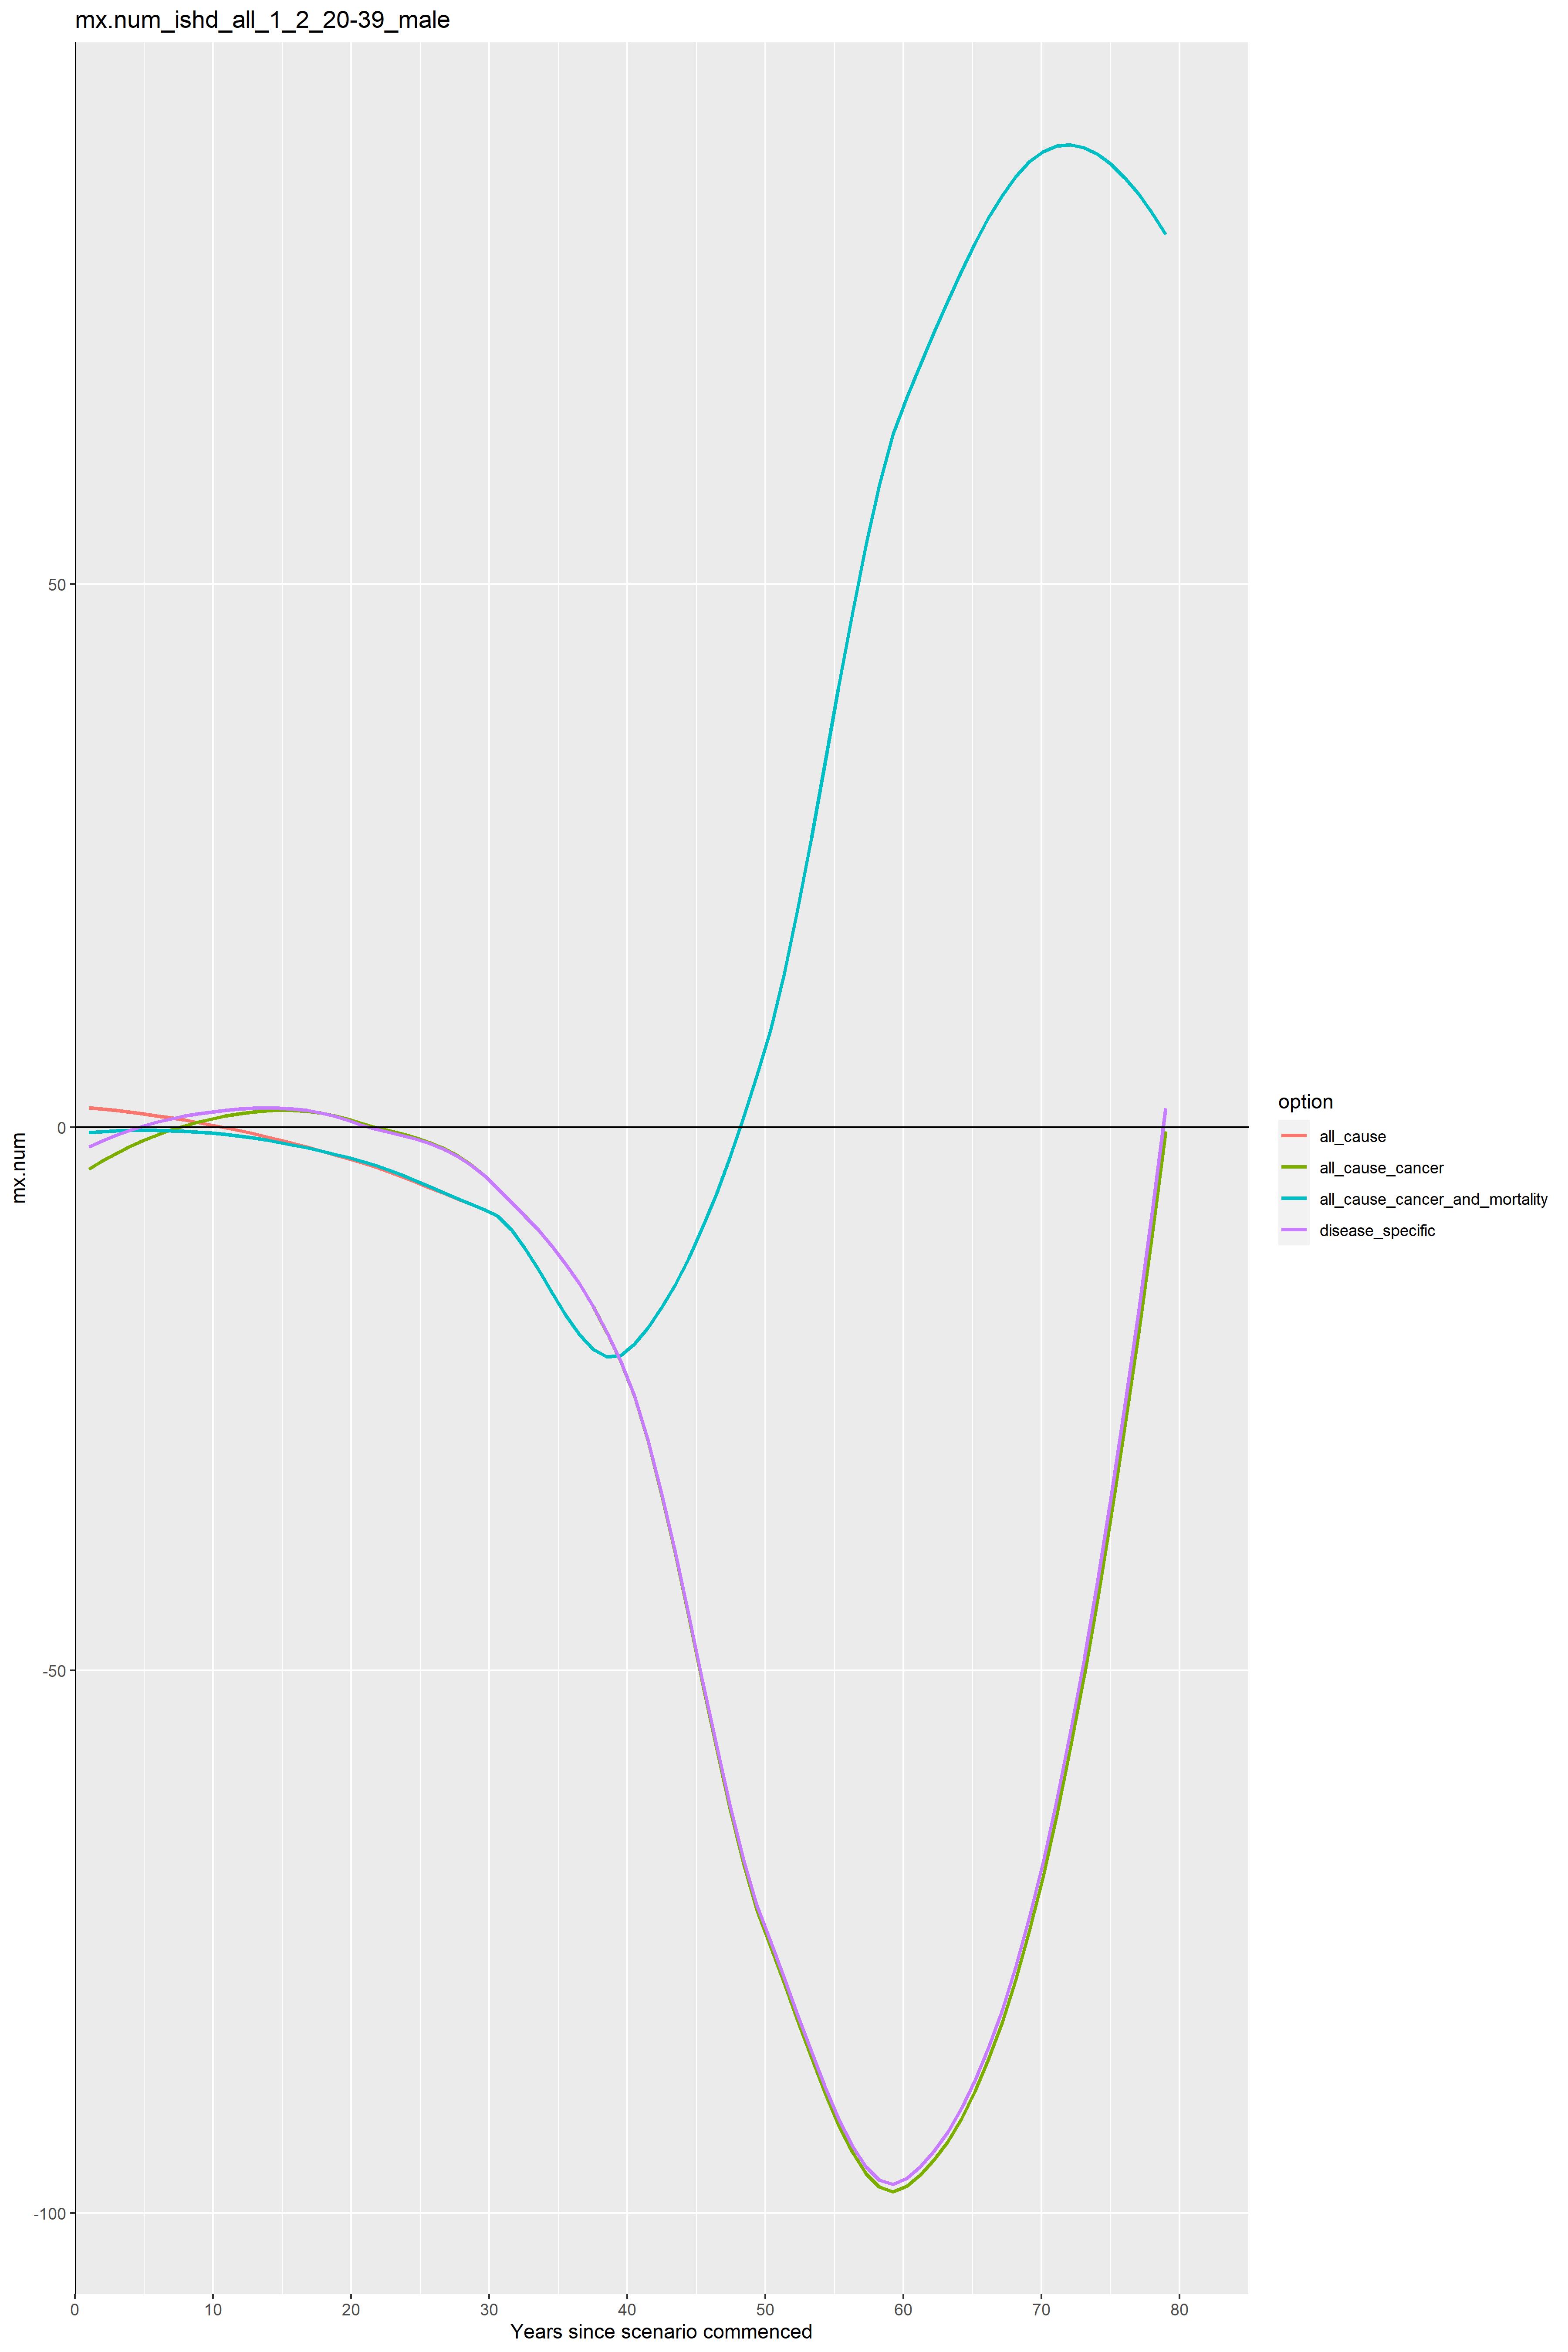 mx.num_ishd_all_1_2_20-39_male
mx.num
50
0
-50
-100
0 10 20 30 40 50 60 70 80
Years since scenario commenced
option
all_cause
all_cause_cancer
all_cause_cancer_and_mortality
disease_specific